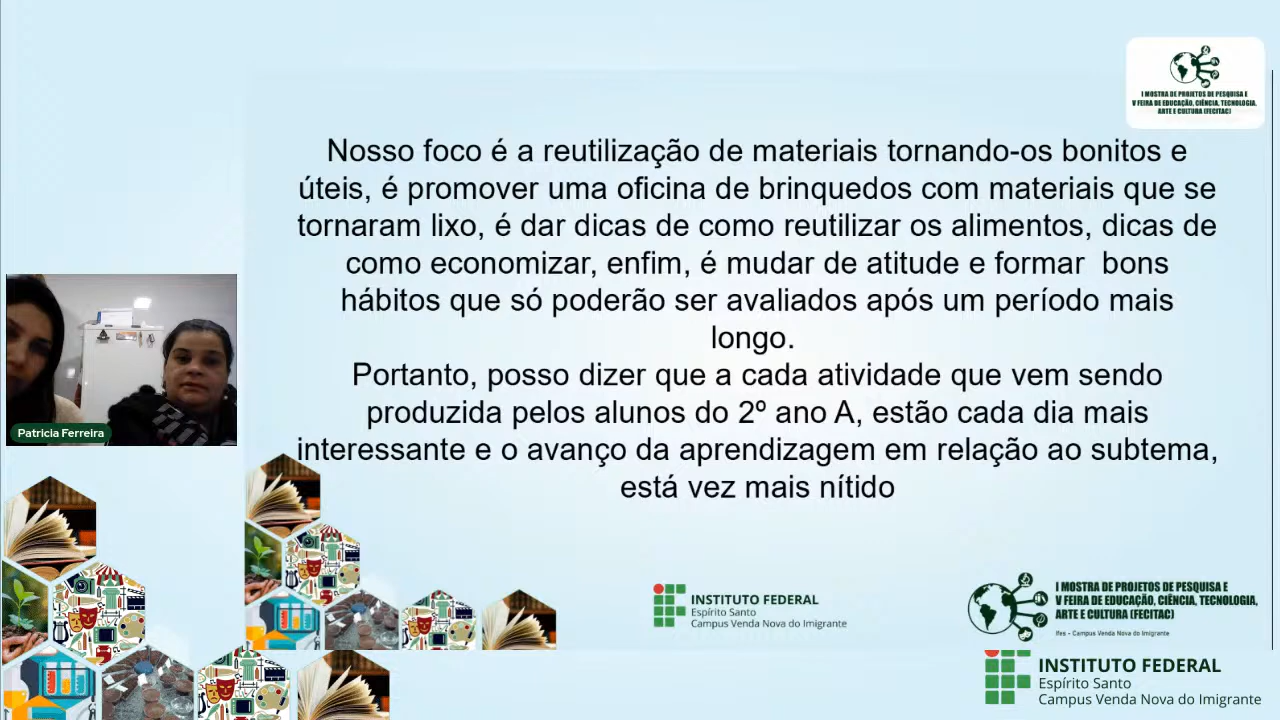 I MOSTRA DE PROJETOS DE PESQUISA E
V FEIRA DE EDUCAÇÃO, CIÊNCIA, TECNOLOGIA,
ARTE E CULTURA (FECITAC)
Nosso foco é a reutilização de materiais tornando-os bonitos e
úteis, é promover uma oficina de brinquedos com materiais que se
tornaram lixo, é dar dicas de como reutilizar os alimentos, dicas de
como economizar, enfim, é mudar de atitude e formar bons
hábitos que só poderão ser avaliados após um período mais
longo.
Portanto, posso dizer que a cada atividade que vem sendo
produzida pelos alunos do 2º ano A, estão cada dia mais
interessante e o avanço da aprendizagem em relação ao subtema,
está vez mais nítido
Patricia Ferreira
INSTITUTO FEDERAL
Espírito Santo
Campus Venda Nova do Imigrante
I MOSTRA DE PROJETOS DE PESQUISA E
V FEIRA DE EDUCAÇÃO, CIÊNCIA, TECNOLOGIA,
ARTE E CULTURA (FECITAC)
Ifes - Campus Venda Nova do Imigrante
INSTITUTO FEDERAL
Espírito Santo
Campus Venda Nova do Imigrante